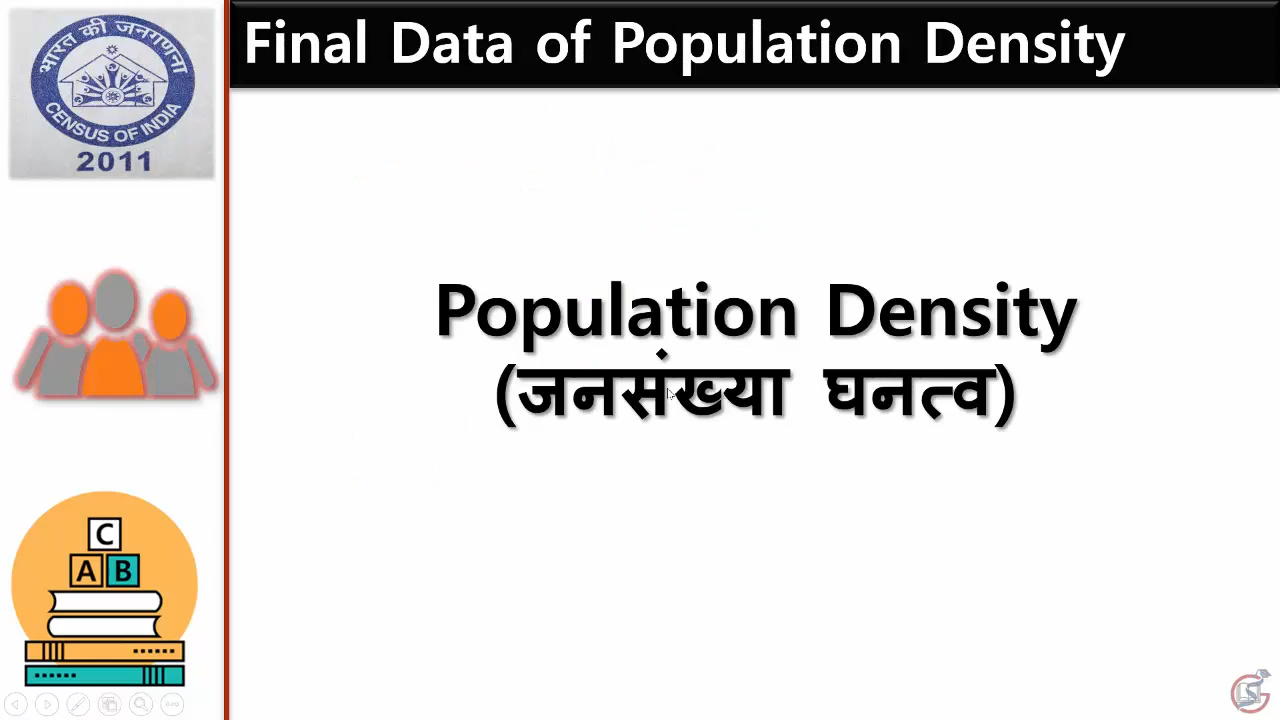 भारत की जनगणना
CENSUS OF INDIA
2011
Final Data of Population Density
Population Density
(जनसंख्या घनत्व)
C
A B